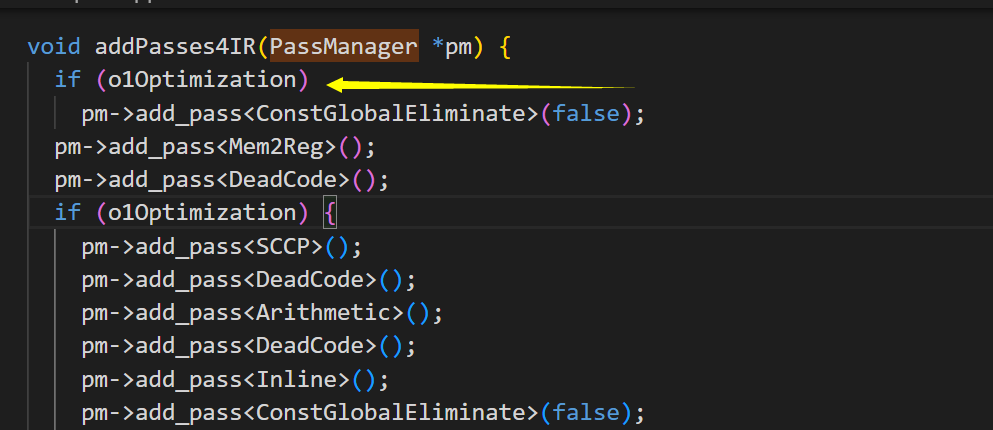 void addPasses4IR(PassManager *pm) {
if (o1Optimization)
pm->add_pass<ConstGlobalEliminate>(false);
pm->add_pass<Mem2Reg>();
pm->add_pass<DeadCode>();
if (o1Optimization) {
pm->add_pass<SCCP>();
pm->add_pass<DeadCode>();
pm->add_pass<Arithmetic>();
pm->add_pass<DeadCode>();
pm->add_pass<Inline>();
pm->add_pass<ConstGlobalEliminate>(false);